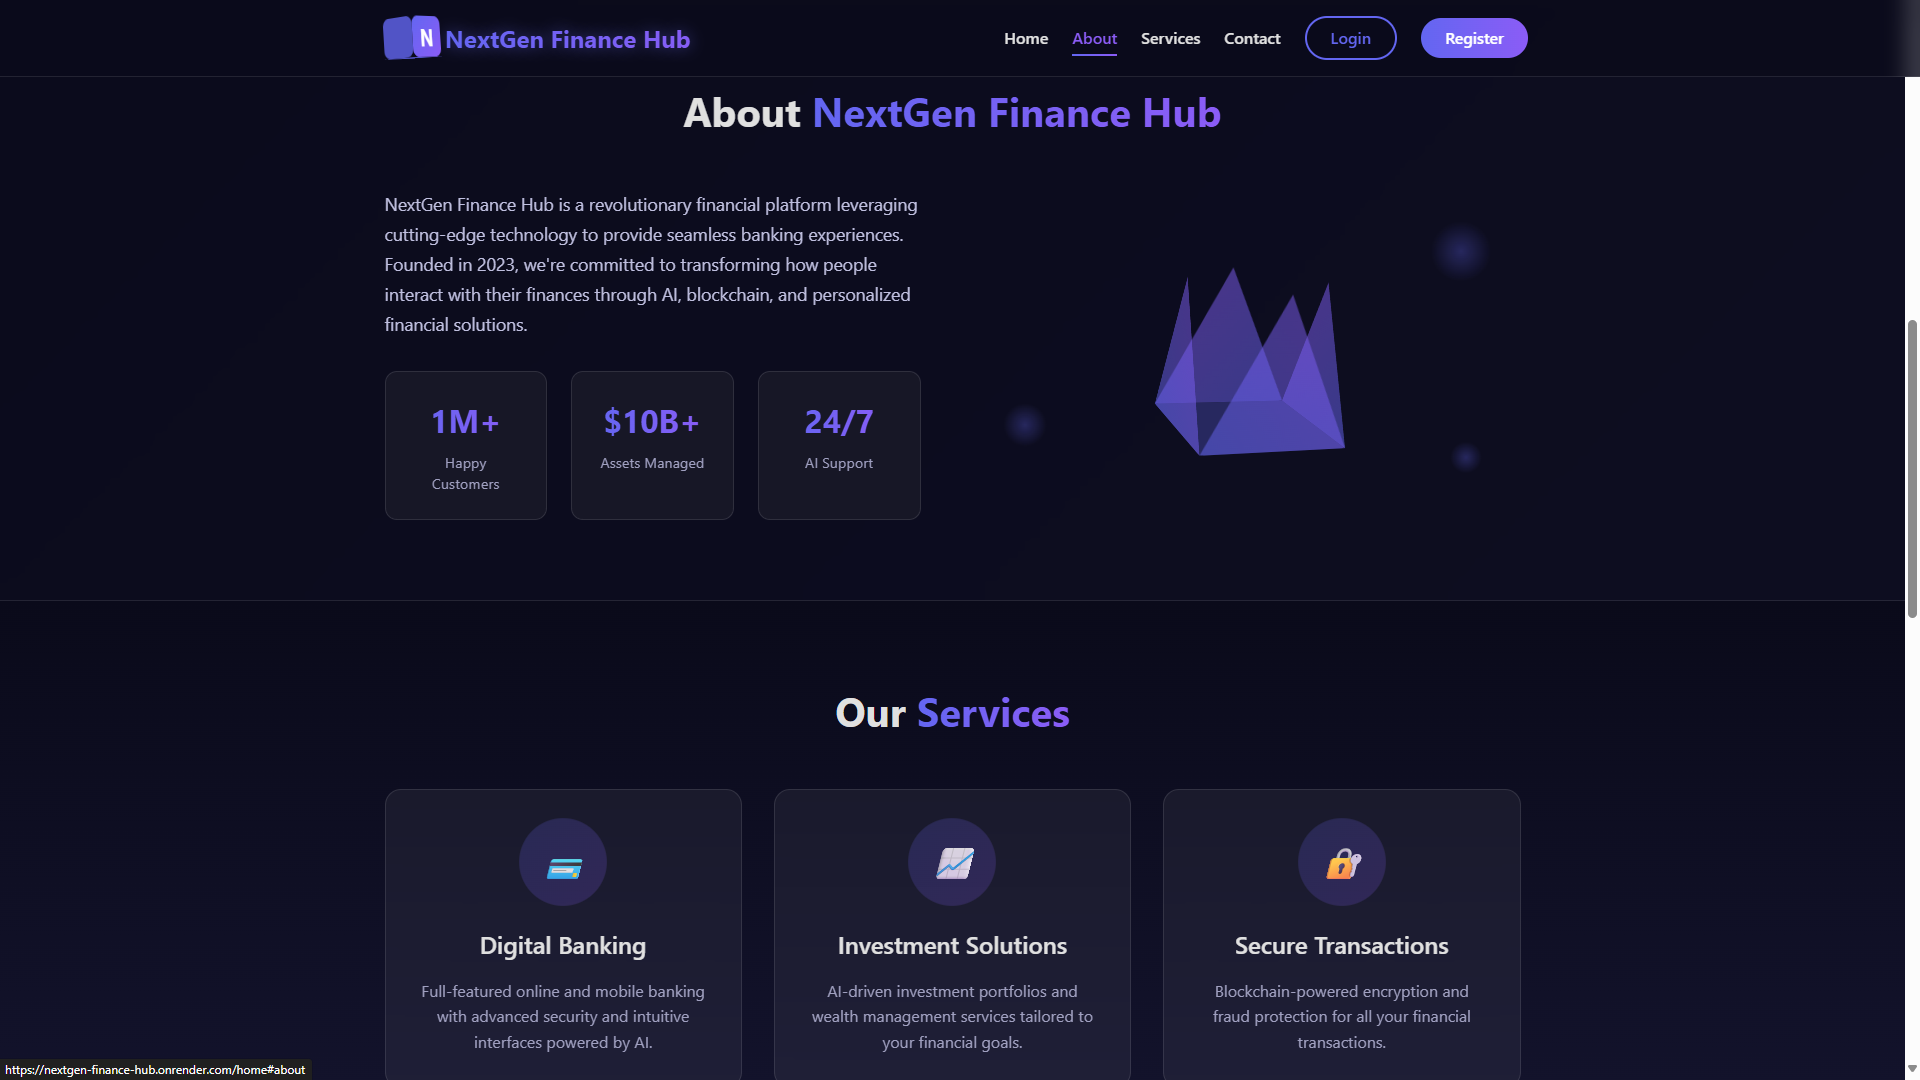 N NextGen Finance Hub
Home About Services Contact Login Register
About NextGen Finance Hub
NextGen Finance Hub is a revolutionary financial platform leveraging
cutting-edge technology to provide seamless banking experiences.
Founded in 2023, we're committed to transforming how people
interact with their finances through AI, blockchain, and personalized
financial solutions.
1M+
Happy
Customers
$10B+
Assets Managed
24/7
AI Support
Our Services
Digital Banking
Full-featured online and mobile banking
with advanced security and intuitive
interfaces powered by AI.
Investment Solutions
AI-driven investment portfolios and
wealth management services tailored to
your financial goals.
Secure Transactions
Blockchain-powered encryption and
fraud protection for all your financial
transactions.
https://nextgen-finance-hub.onrender.com/home#about